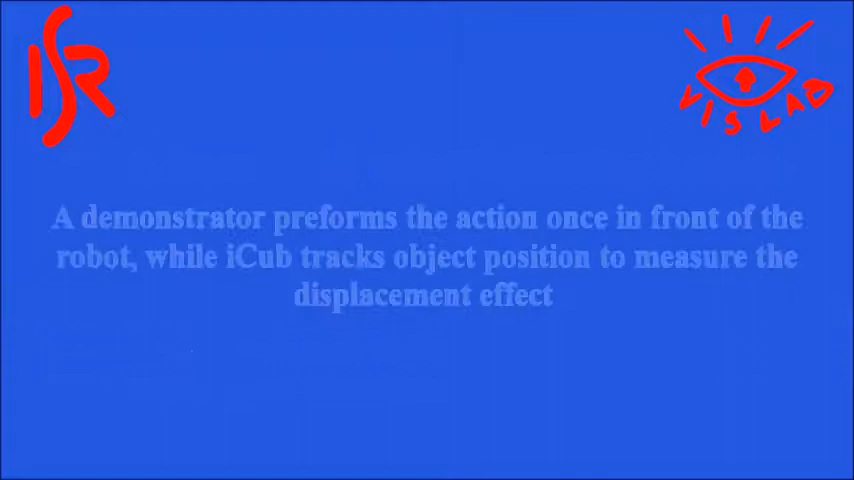 ISR
VISLAB
A demonstrator preforms the action once in front of the
robot, while iCub tracks object position to measure the
displacement effect